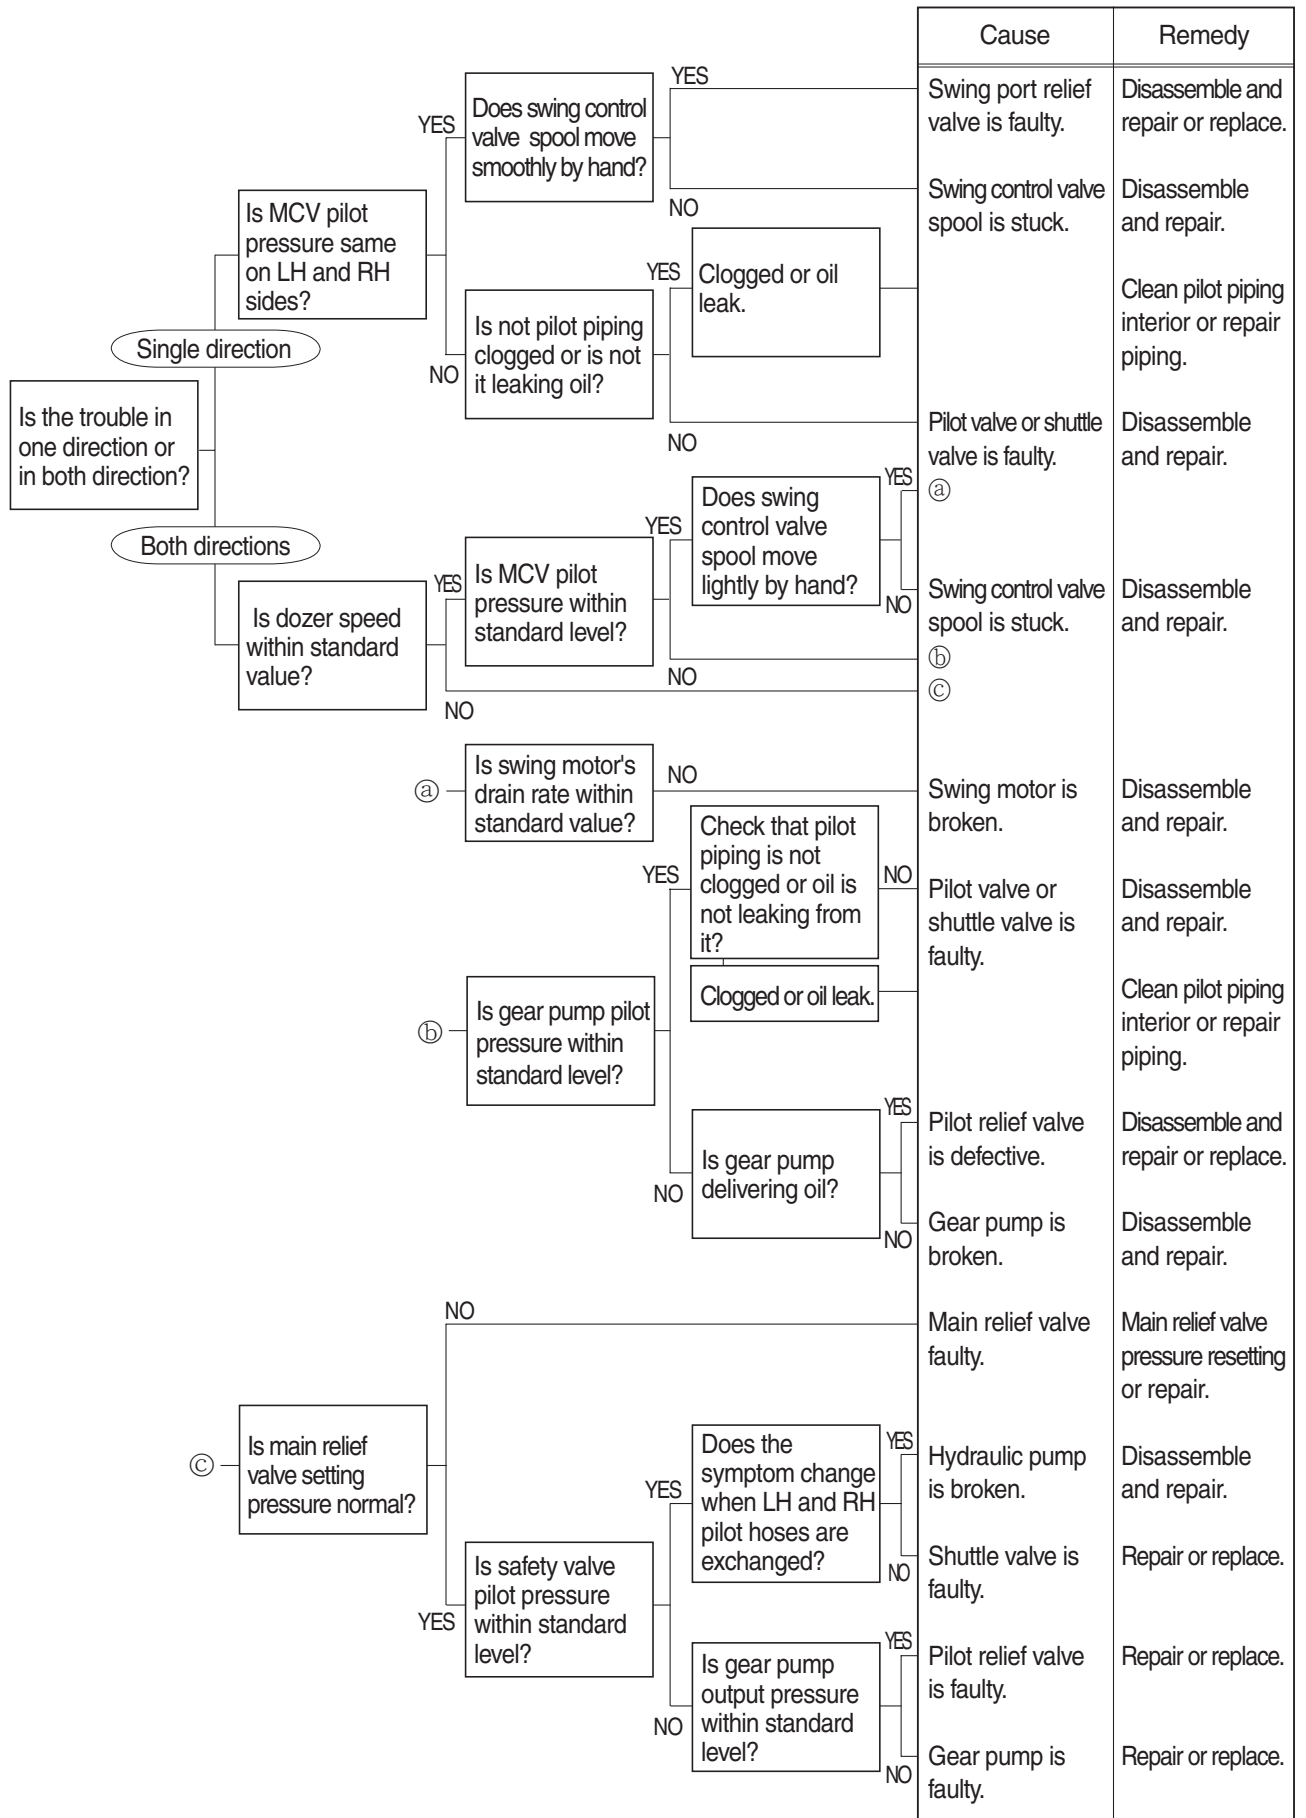 Cause
Remedy
YES
Does swing control
valve spool move
smoothly by hand?
YES
Swing port relief
valve is faulty.
Disassemble and
repair or replace.
NO
Swing control valve
spool is stuck.
Disassemble
and repair.
Is MCV pilot
pressure same
on LH and RH
sides?
YES
Clogged or oil
leak.
Clean pilot piping
interior or repair
piping.
Is not pilot piping
clogged or is not
it leaking oil?
NO
Single direction
Is the trouble in
one direction or
in both direction?
NO
Pilot valve or shuttle
valve is faulty.
Disassemble
and repair.
Both directions
Does swing
control valve
spool move
lightly by hand?
YES
ⓐ
YES
Is MCV pilot
pressure within
standard level?
YES
NO
Swing control valve
spool is stuck.
Disassemble
and repair.
Is dozer speed
within standard
value?
NO
ⓑ
NO
ⓒ
ⓐ
Is swing motor's
drain rate within
standard value?
NO
Swing motor is
broken.
Disassemble
and repair.
YES
Check that pilot
piping is not
clogged or oil is
not leaking from
it?
NO
Pilot valve or
shuttle valve is
faulty.
Disassemble
and repair.
Clogged or oil leak.
Clean pilot piping
interior or repair
piping.
ⓑ
Is gear pump pilot
pressure within
standard level?
YES
Pilot relief valve
is defective.
Disassemble and
repair or replace.
NO
Is gear pump
delivering oil?
NO
Gear pump is
broken.
Disassemble
and repair.
NO
Main relief valve
faulty.
Main relief valve
pressure resetting
or repair.
ⓒ
Is main relief
valve setting
pressure normal?
YES
Does the
symptom change
when LH and RH
pilot hoses are
exchanged?
YES
Hydraulic pump
is broken.
Disassemble
and repair.
NO
Shuttle valve is
faulty.
Repair or replace.
YES
Is safety valve
pilot pressure
within standard
level?
NO
Is gear pump
output pressure
within standard
level?
YES
Pilot relief valve
is faulty.
Repair or replace.
NO
Gear pump is
faulty.
Repair or replace.